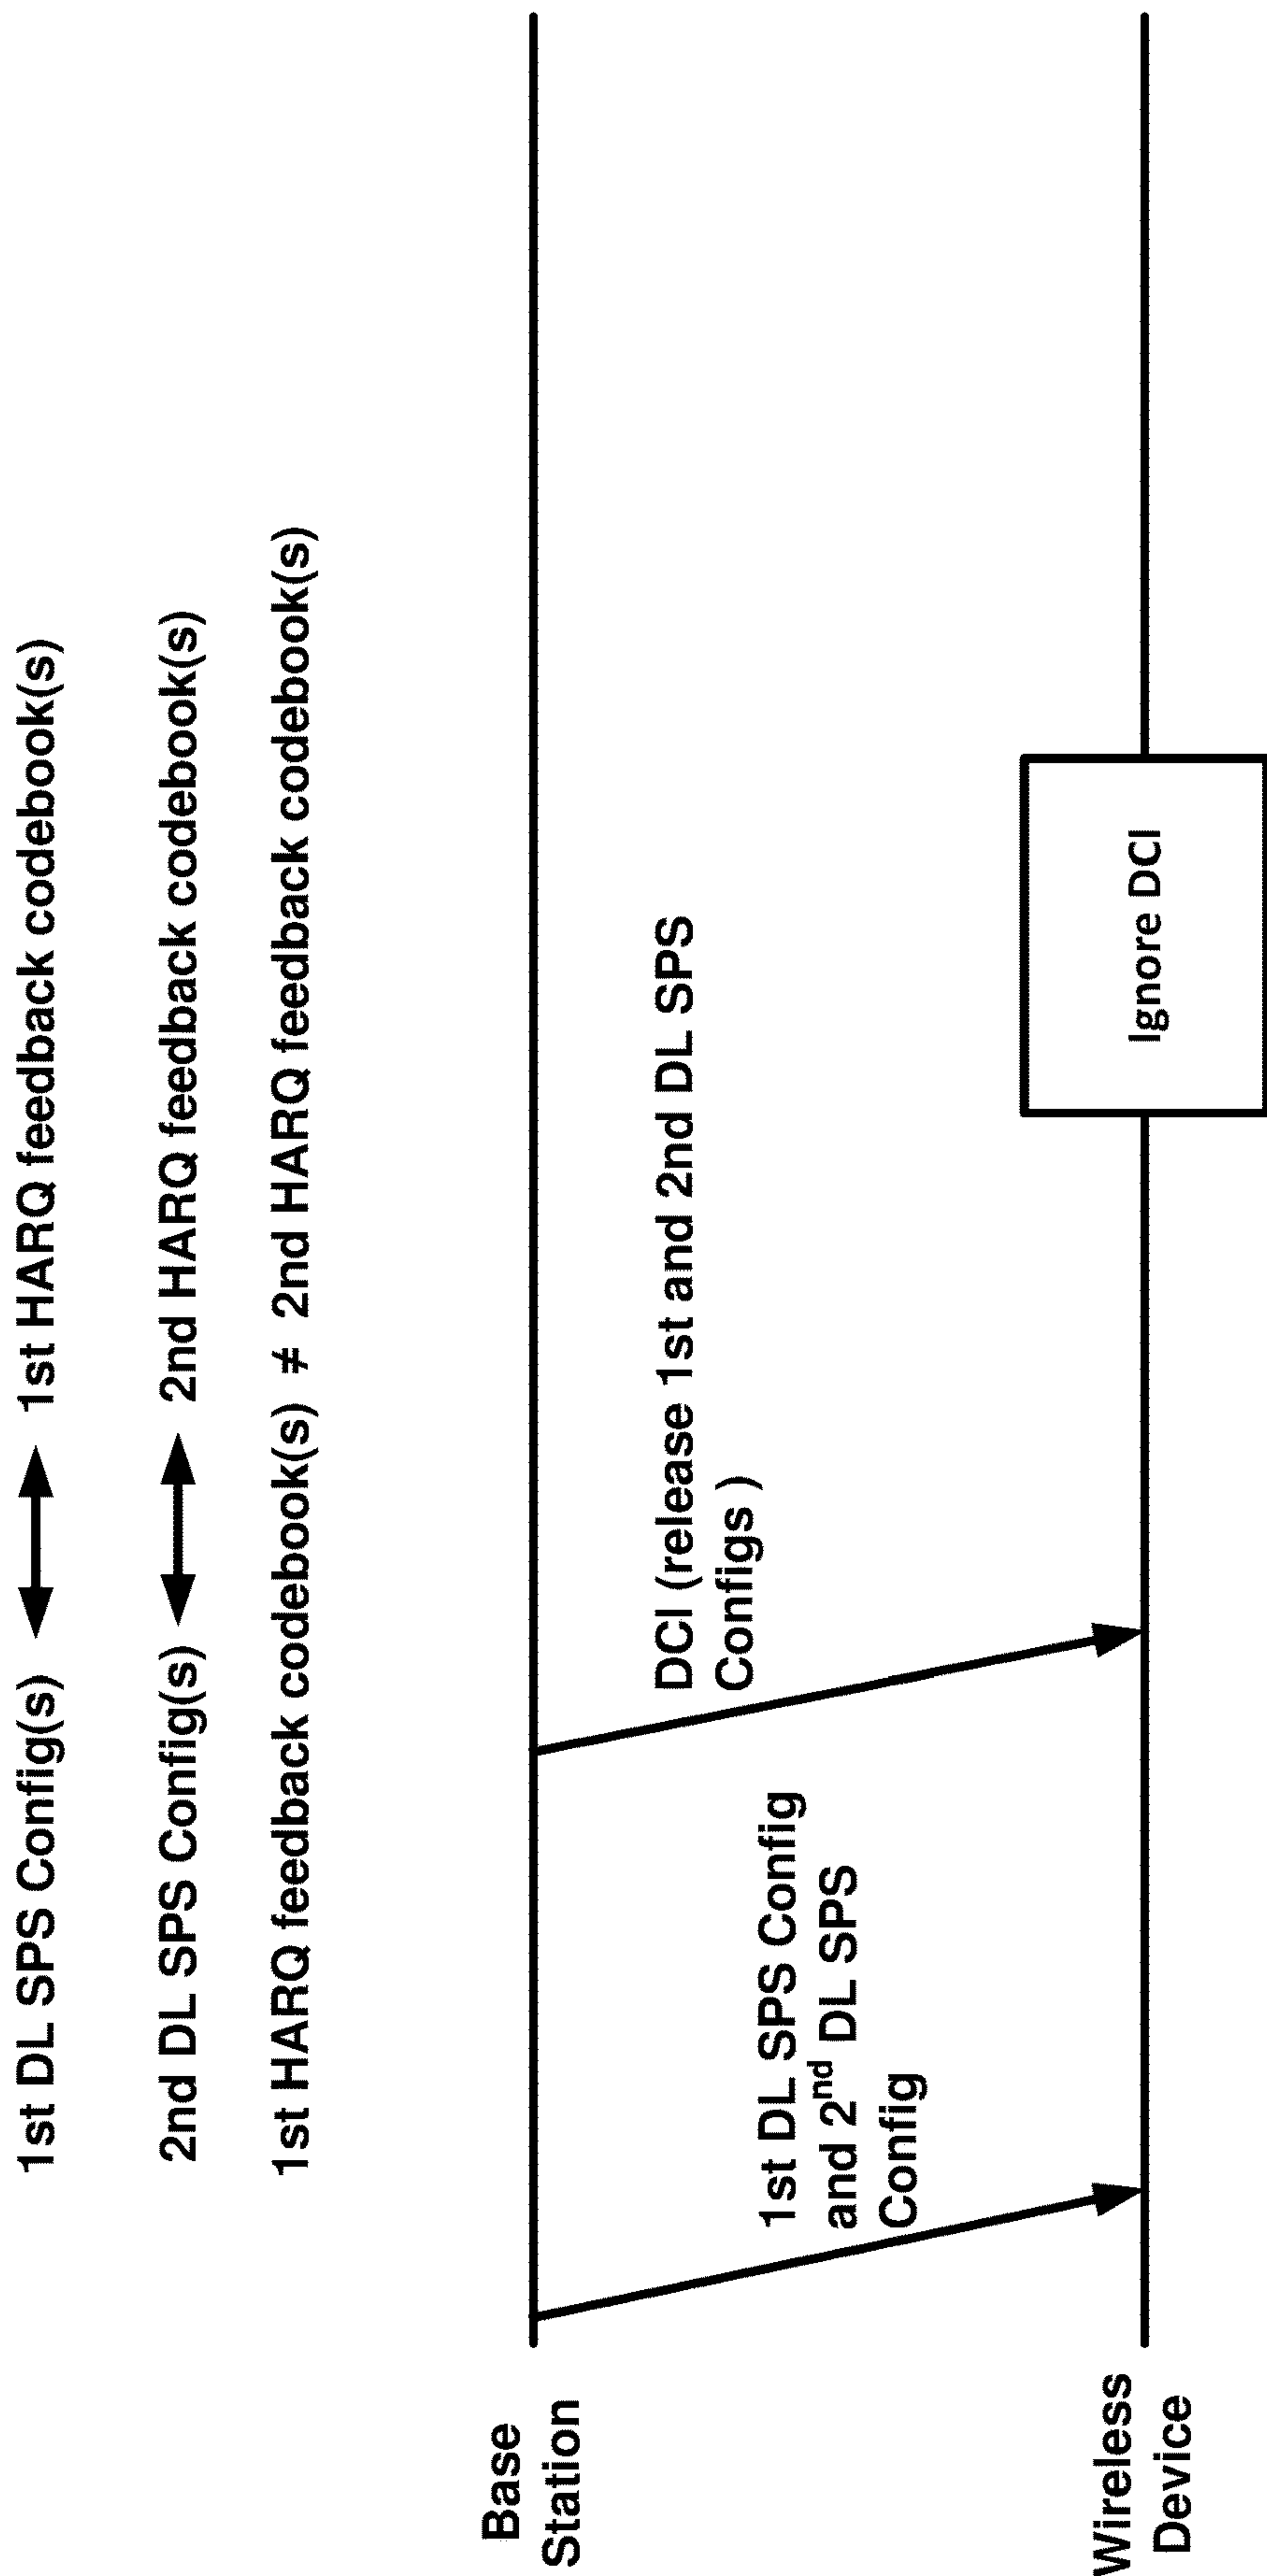 1st DL SPS Config(s) 1st HARQ feedback codebook(s)
2nd DL SPS Config(s) 2nd HARQ feedback codebook(s)
1st HARQ feedback codebook(s) ≠ 2nd HARQ feedback codebook(s)
Base
Station
1st DL SPS Config
and 2nd DL SPS
Config
DCI (release 1st and 2nd DL SPS
Configs )
Ignore DCI
Wireless
Device